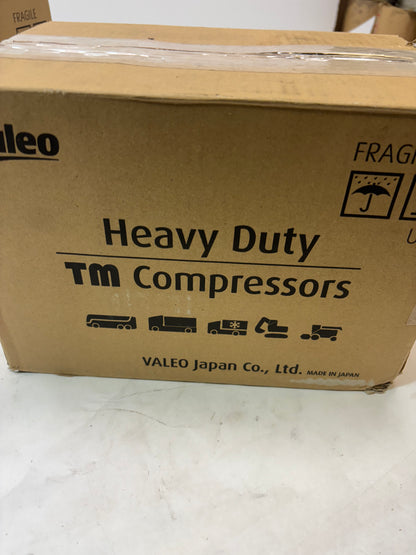 FRAGILE
aleo
FRAGI
Heavy Duty
TM Compressors
VALEO Japan Co., Ltd. MADE IN JAPAN